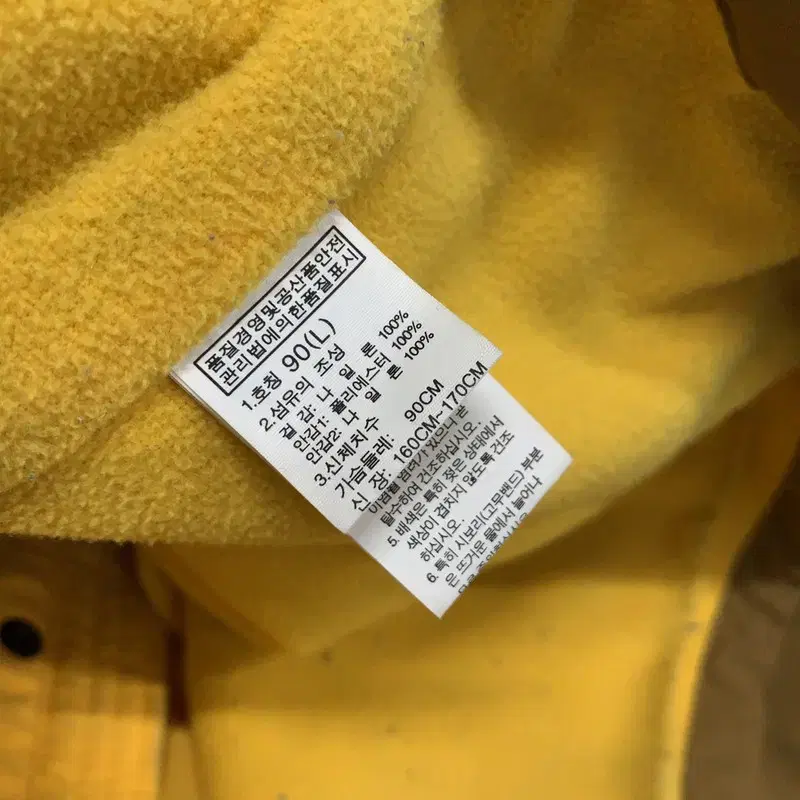 품질경영및공산품안전
관리법에의한품질표시
1.호칭 90(L)
2.섬유의 조성
겉 감: 나 일 론 100%
안감1: 폴리에스터 100%
안감2: 나 일 론 100%
3.신체치수
가슴둘레: 90CM
신 장: 160CM~170CM
탈수하여 건조하십시오.
5. 배색은 특히 젖은 상태에서
색상이 겹치지 않도록 건조
하십시오.
6. 특히 시보리(고무밴드) 부분
은 뜨거운 물에서 늘어나